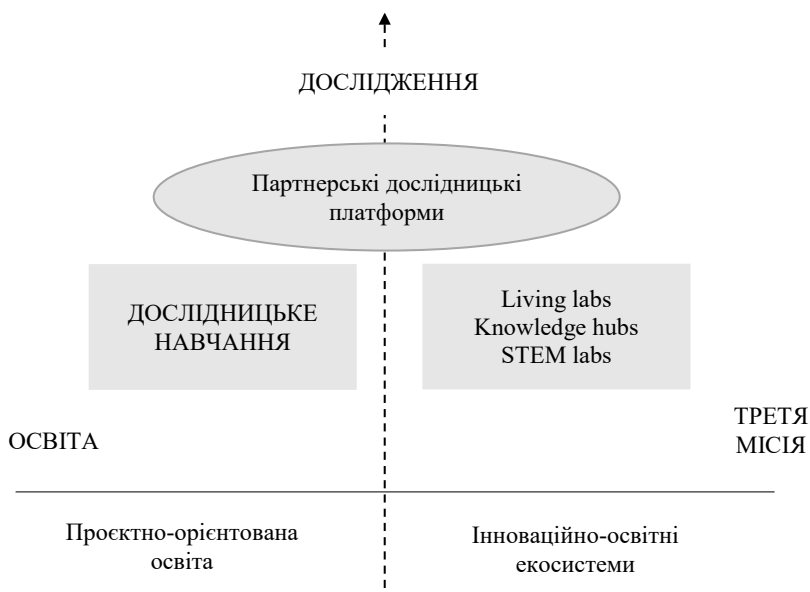 ДОСЛІДЖЕННЯ
Партнерські дослідницькі
платформи
ДОСЛІДНИЦЬКЕ
НАВЧАННЯ
Living labs
Knowledge hubs
STEM labs
ОСВІТА
ТРЕТЯ
МІСІЯ
Проєктно-орієнтована
освіта
Інноваційно-освітні
екосистеми